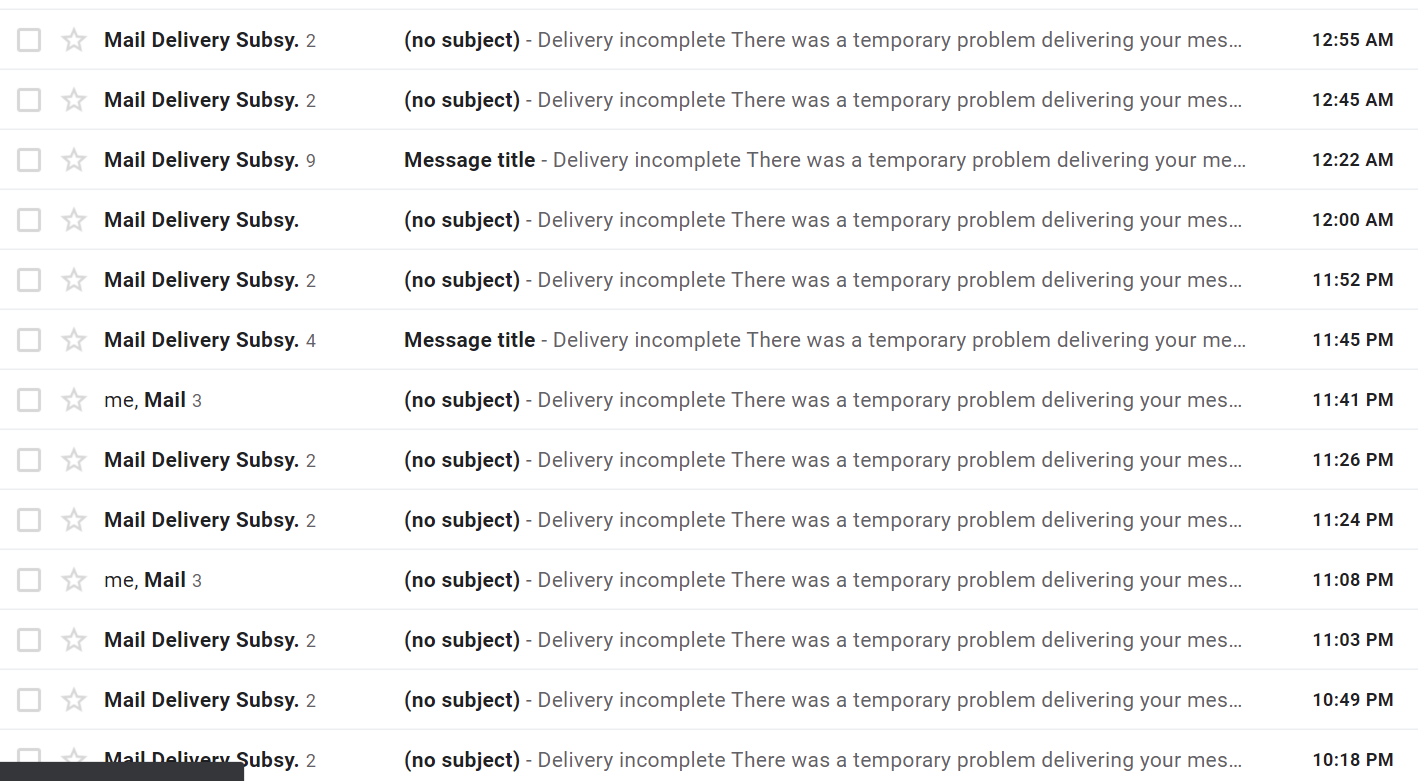 Mail Delivery Subsy. 2 (no subject) - Delivery incomplete There was a temporary problem delivering your mes... 12:55 AM
Mail Delivery Subsy. 2 (no subject) - Delivery incomplete There was a temporary problem delivering your mes... 12:45 AM
Mail Delivery Subsy. 9 Message title - Delivery incomplete There was a temporary problem delivering your me... 12:22 AM
Mail Delivery Subsy. (no subject) - Delivery incomplete There was a temporary problem delivering your mes... 12:00 AM
Mail Delivery Subsy. 2 (no subject) - Delivery incomplete There was a temporary problem delivering your mes... 11:52 PM
Mail Delivery Subsy. 4 Message title - Delivery incomplete There was a temporary problem delivering your me... 11:45 PM
me, Mail 3 (no subject) - Delivery incomplete There was a temporary problem delivering your mes... 11:41 PM
Mail Delivery Subsy. 2 (no subject) - Delivery incomplete There was a temporary problem delivering your mes... 11:26 PM
Mail Delivery Subsy. 2 (no subject) - Delivery incomplete There was a temporary problem delivering your mes... 11:24 PM
me, Mail 3 (no subject) - Delivery incomplete There was a temporary problem delivering your mes... 11:08 PM
Mail Delivery Subsy. 2 (no subject) - Delivery incomplete There was a temporary problem delivering your mes... 11:03 PM
Mail Delivery Subsy. 2 (no subject) - Delivery incomplete There was a temporary problem delivering your mes... 10:49 PM
Mail Delivery Subsy. 2 (no subject) - Delivery incomplete There was a temporary problem delivering your mes... 10:18 PM